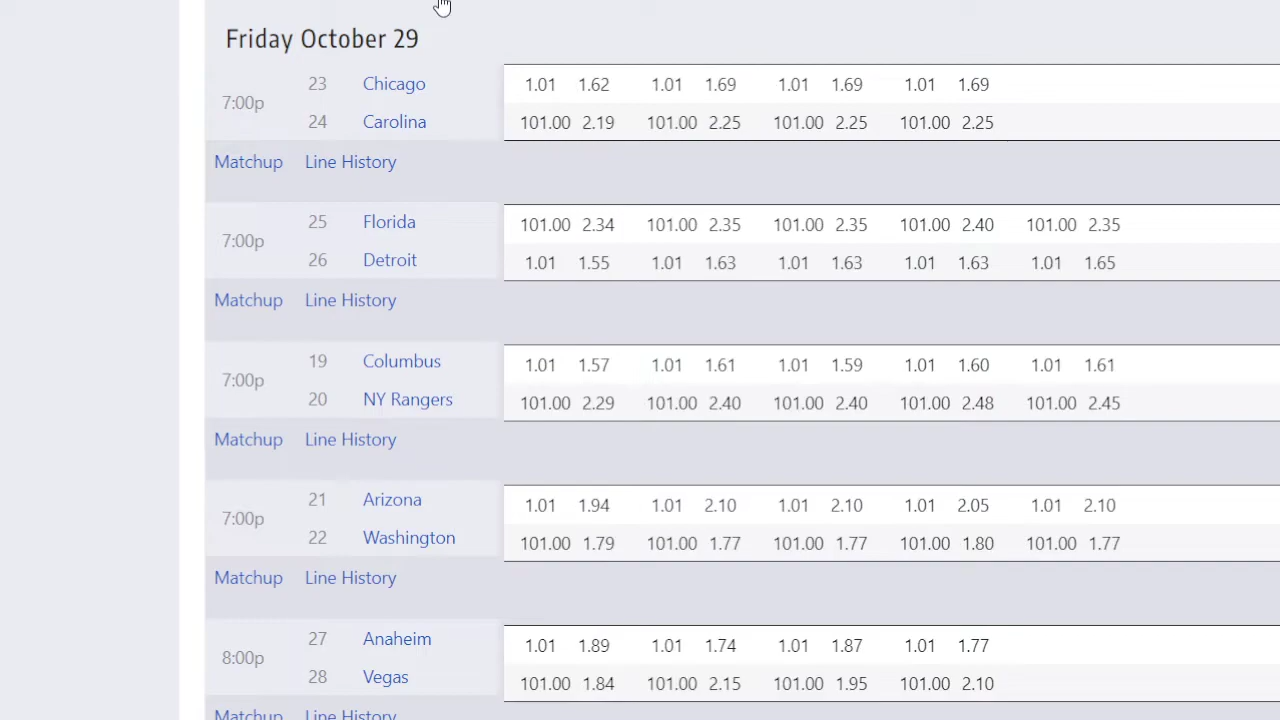 Friday October 29
23 Chicago 1.01 1.62 1.01 1.69 1.01 1.69 1.01 1.69
7:00p
24 Carolina 101.00 2.19 101.00 2.25 101.00 2.25 101.00 2.25
Matchup Line History
25 Florida 101.00 2.34 101.00 2.35 101.00 2.35 101.00 2.40 101.00 2.35
7:00p
26 Detroit 1.01 1.55 1.01 1.63 1.01 1.63 1.01 1.63 1.01 1.65
Matchup Line History
19 Columbus 1.01 1.57 1.01 1.61 1.01 1.59 1.01 1.60 1.01 1.61
7:00p
20 NY Rangers 101.00 2.29 101.00 2.40 101.00 2.40 101.00 2.48 101.00 2.45
Matchup Line History
21 Arizona 1.01 1.94 1.01 2.10 1.01 2.10 1.01 2.05 1.01 2.10
7:00p
22 Washington 101.00 1.79 101.00 1.77 101.00 1.77 101.00 1.80 101.00 1.77
Matchup Line History
27 Anaheim 1.01 1.89 1.01 1.74 1.01 1.87 1.01 1.77
8:00p
28 Vegas 101.00 1.84 101.00 2.15 101.00 1.95 101.00 2.10
Matchup Line History